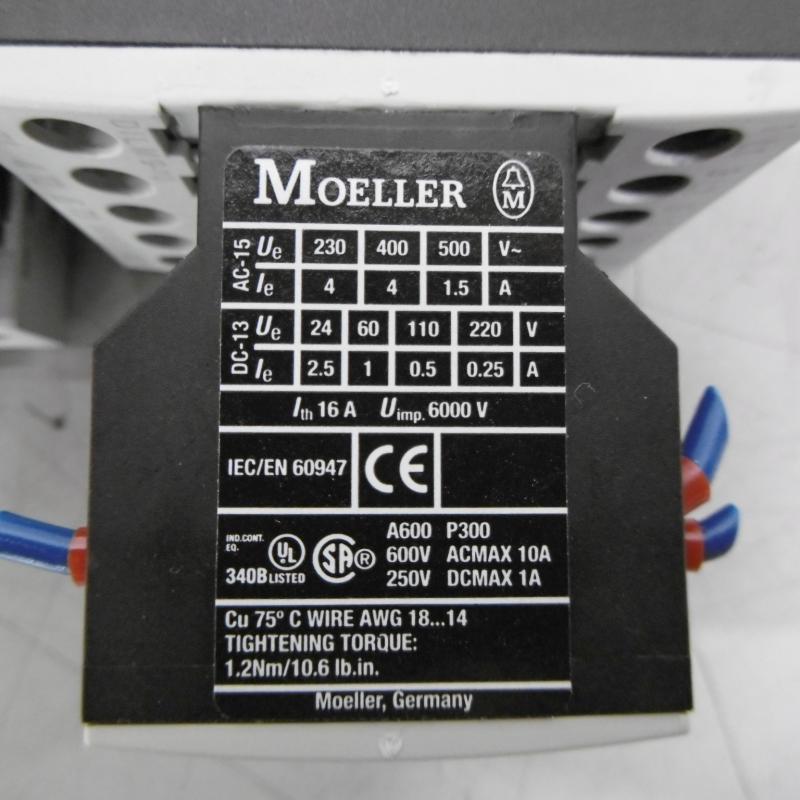 MOELLER M
AC-15 Ue 230 400 500 V~
Ie 4 4 1.5 A
DC-13 Ue 24 60 110 220 V
Ie 2.5 1 0.5 0.25 A
Ith 16 A Uimp. 6000 V
IEC/EN 60947 CE
IND.CONT. EQ. 340B UL LISTED SA ® A600 P300
600V ACMAX 10A
250V DCMAX 1A
Cu 75º C WIRE AWG 18...14
TIGHTENING TORQUE:
1.2Nm/10.6 lb.in.
Moeller, Germany